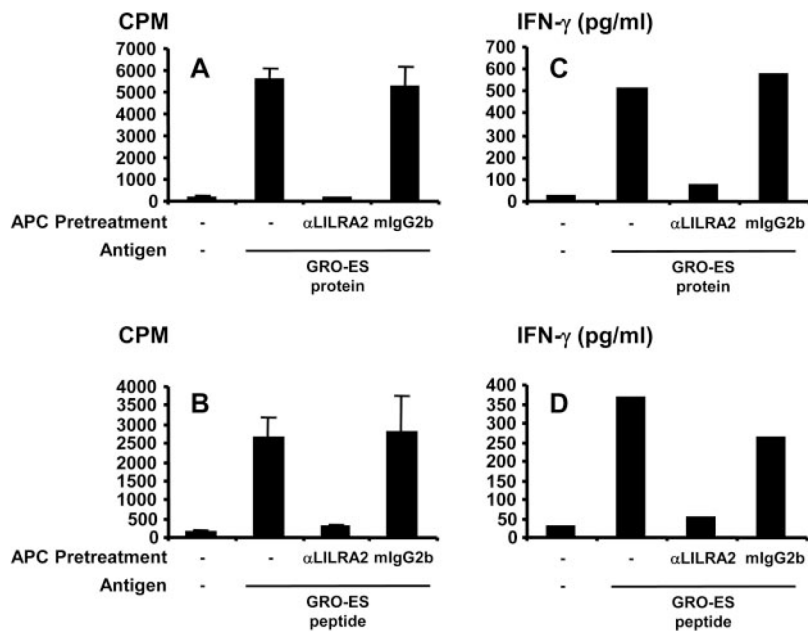 CPM
7000
6000
5000
4000
3000
2000
1000
0
A
APC Pretreatment - - αLILRA2 mIgG2b
Antigen -
GRO-ES
protein
IFN-γ (pg/ml)
700
600
500
400
300
200
100
0
C
- - αLILRA2 mIgG2b
-
GRO-ES
protein
CPM
4000
3500
3000
2500
2000
1500
1000
500
0
B
APC Pretreatment - - αLILRA2 mIgG2b
Antigen -
GRO-ES
peptide
IFN-γ (pg/ml)
400
350
300
250
200
150
100
50
0
D
- - αLILRA2 mIgG2b
-
GRO-ES
peptide